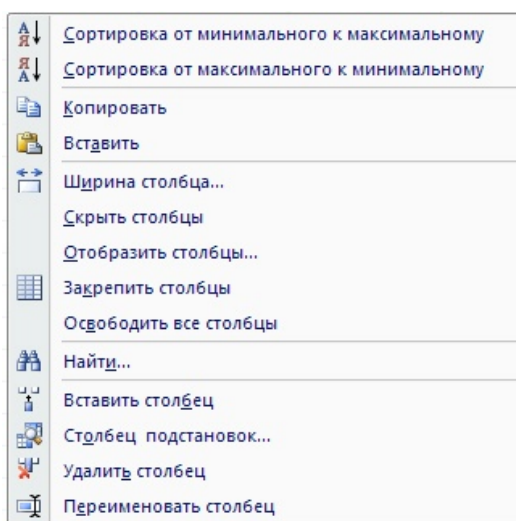 Сортировка от минимального к максимальному
Сортировка от максимального к минимальному
Копировать
Вставить
Ширина столбца...
Скрыть столбцы
Отобразить столбцы...
Закрепить столбцы
Освободить все столбцы
Найти...
Вставить столбец
Столбец подстановок...
Удалить столбец
Переименовать столбец